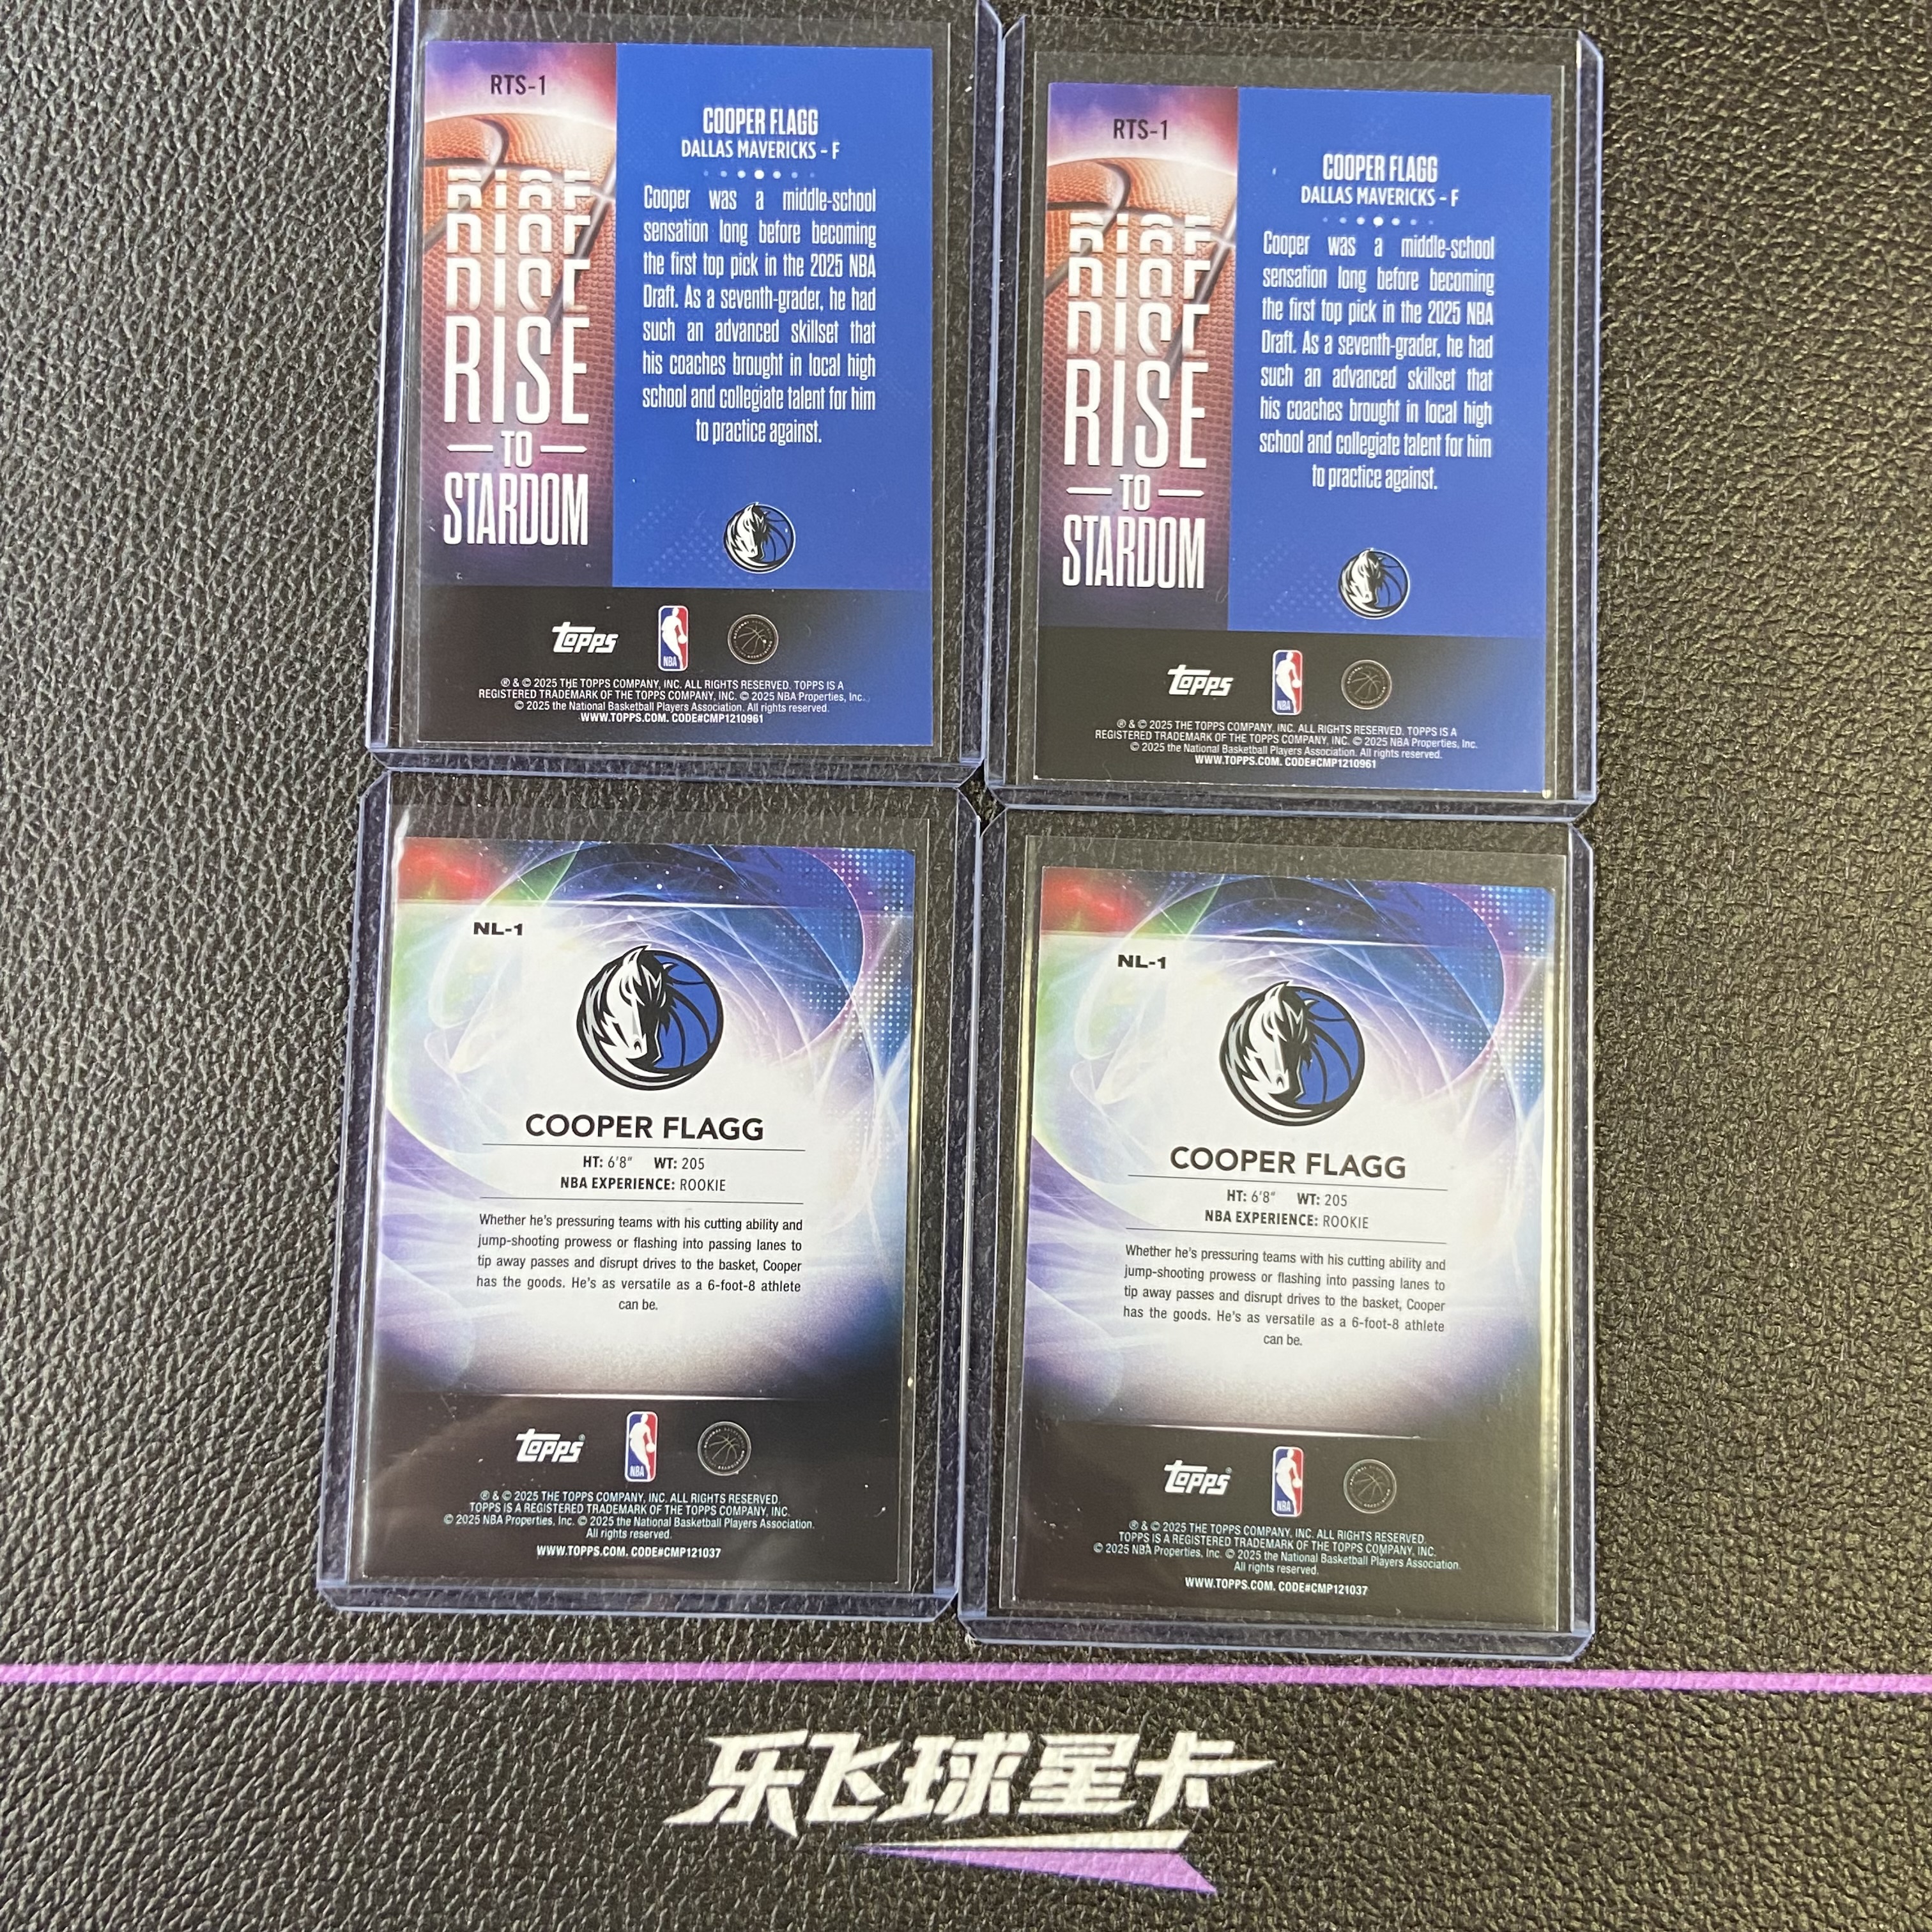 RTS-1
RISE
RISE
RISE
RISE
TO
STARDOM
COOPER FLAGG
DALLAS MAVERICKS - F
Cooper was a middle-school
sensation long before becoming
the first top pick in the 2025 NBA
Draft. As a seventh-grader, he had
such an advanced skillset that
his coaches brought in local high
school and collegiate talent for him
to practice against.
topps
NBA
® & © 2025 THE TOPPS COMPANY, INC. ALL RIGHTS RESERVED. TOPPS IS A
REGISTERED TRADEMARK OF THE TOPPS COMPANY, INC. © 2025 NBA Properties, Inc.
© 2025 the National Basketball Players Association. All rights reserved.
WWW.TOPPS.COM. CODE#CMP1210961
RTS-1
RISE
RISE
RISE
RISE
TO
STARDOM
COOPER FLAGG
DALLAS MAVERICKS - F
Cooper was a middle-school
sensation long before becoming
the first top pick in the 2025 NBA
Draft. As a seventh-grader, he had
such an advanced skillset that
his coaches brought in local high
school and collegiate talent for him
to practice against.
topps
NBA
® & © 2025 THE TOPPS COMPANY, INC. ALL RIGHTS RESERVED. TOPPS IS A
REGISTERED TRADEMARK OF THE TOPPS COMPANY, INC. © 2025 NBA Properties, Inc.
© 2025 the National Basketball Players Association. All rights reserved.
WWW.TOPPS.COM. CODE#CMP1210961
NL-1
COOPER FLAGG
HT: 6'8" WT: 205
NBA EXPERIENCE: ROOKIE
Whether he's pressuring teams with his cutting ability and
jump-shooting prowess or flashing into passing lanes to
tip away passes and disrupt drives to the basket, Cooper
has the goods. He's as versatile as a 6-foot-8 athlete
can be.
topps®
NBA
® & © 2025 THE TOPPS COMPANY, INC. ALL RIGHTS RESERVED.
TOPPS IS A REGISTERED TRADEMARK OF THE TOPPS COMPANY, INC.
© 2025 NBA Properties, Inc. © 2025 the National Basketball Players Association.
All rights reserved.
WWW.TOPPS.COM. CODE#CMP121037
NL-1
COOPER FLAGG
HT: 6'8" WT: 205
NBA EXPERIENCE: ROOKIE
Whether he's pressuring teams with his cutting ability and
jump-shooting prowess or flashing into passing lanes to
tip away passes and disrupt drives to the basket, Cooper
has the goods. He's as versatile as a 6-foot-8 athlete
can be.
topps®
NBA
® & © 2025 THE TOPPS COMPANY, INC. ALL RIGHTS RESERVED.
TOPPS IS A REGISTERED TRADEMARK OF THE TOPPS COMPANY, INC.
© 2025 NBA Properties, Inc. © 2025 the National Basketball Players Association.
All rights reserved.
WWW.TOPPS.COM. CODE#CMP121037
乐飞球星卡